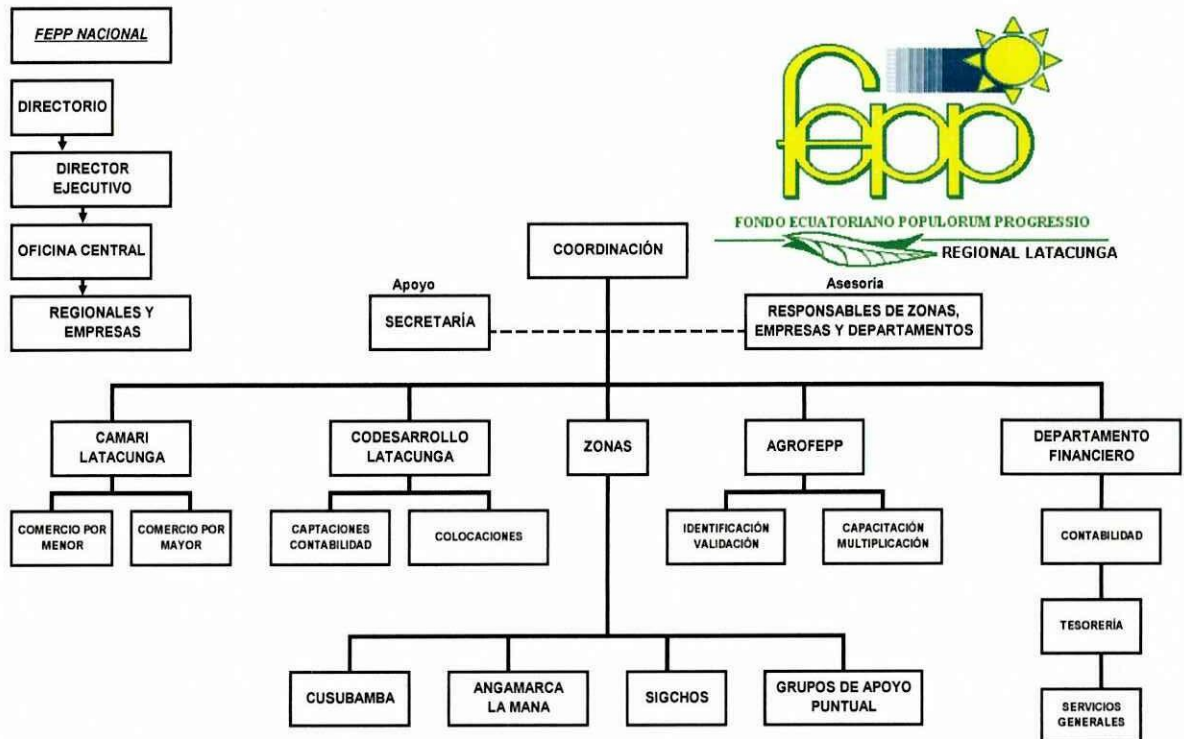 FEPP NACIONAL
DIRECTORIO
DIRECTOR
EJECUTIVO
OFICINA CENTRAL
REGIONALES Y
EMPRESAS
fepp
FONDO ECUATORIANO POPULORUM PROGRESSIO
REGIONAL LATACUNGA
COORDINACIÓN
Apoyo
SECRETARÍA
Asesoria
RESPONSABLES DE ZONAS,
EMPRESAS Y DEPARTAMENTOS
CAMARI
LATACUNGA
CODESARROLLO
LATACUNGA
ZONAS
AGROFEPP
DEPARTAMENTO
FINANCIERO
COMERCIO POR
MENOR
COMERCIO POR
MAYOR
CAPTACIONES
CONTABILIDAD
COLOCACIONES
IDENTIFICACIÓN
VALIDACIÓN
CAPACITACIÓN
MULTIPLICACIÓN
CONTABILIDAD
TESORERÍA
CUSUBAMBA
ANGAMARCA
LA MANA
SIGCHOS
GRUPOS DE APOYO
PUNTUAL
SERVICIOS
GENERALES